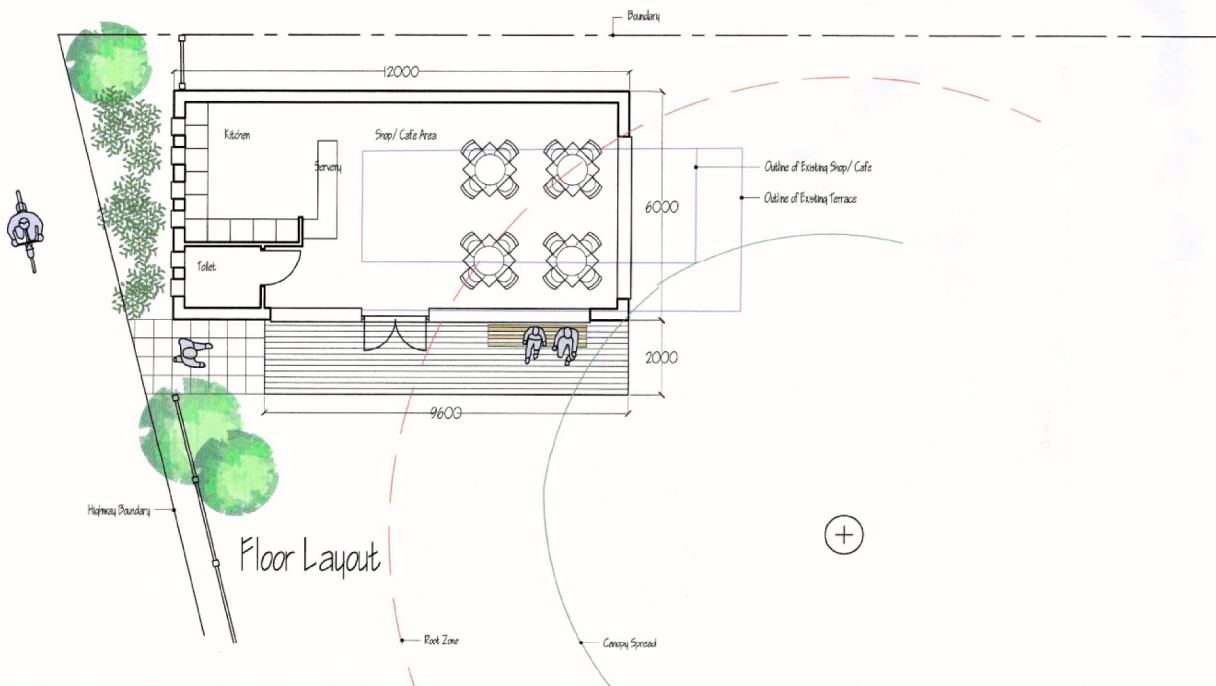 Boundary
12000
Kitchen
Shop/ Cafe Area
Servery
Outline of Existing Shop/ Cafe
Outline of Existing Terrace
6000
Toilet
2000
9600
Highway Boundary
Floor Layout
Root Zone
Canopy Spread